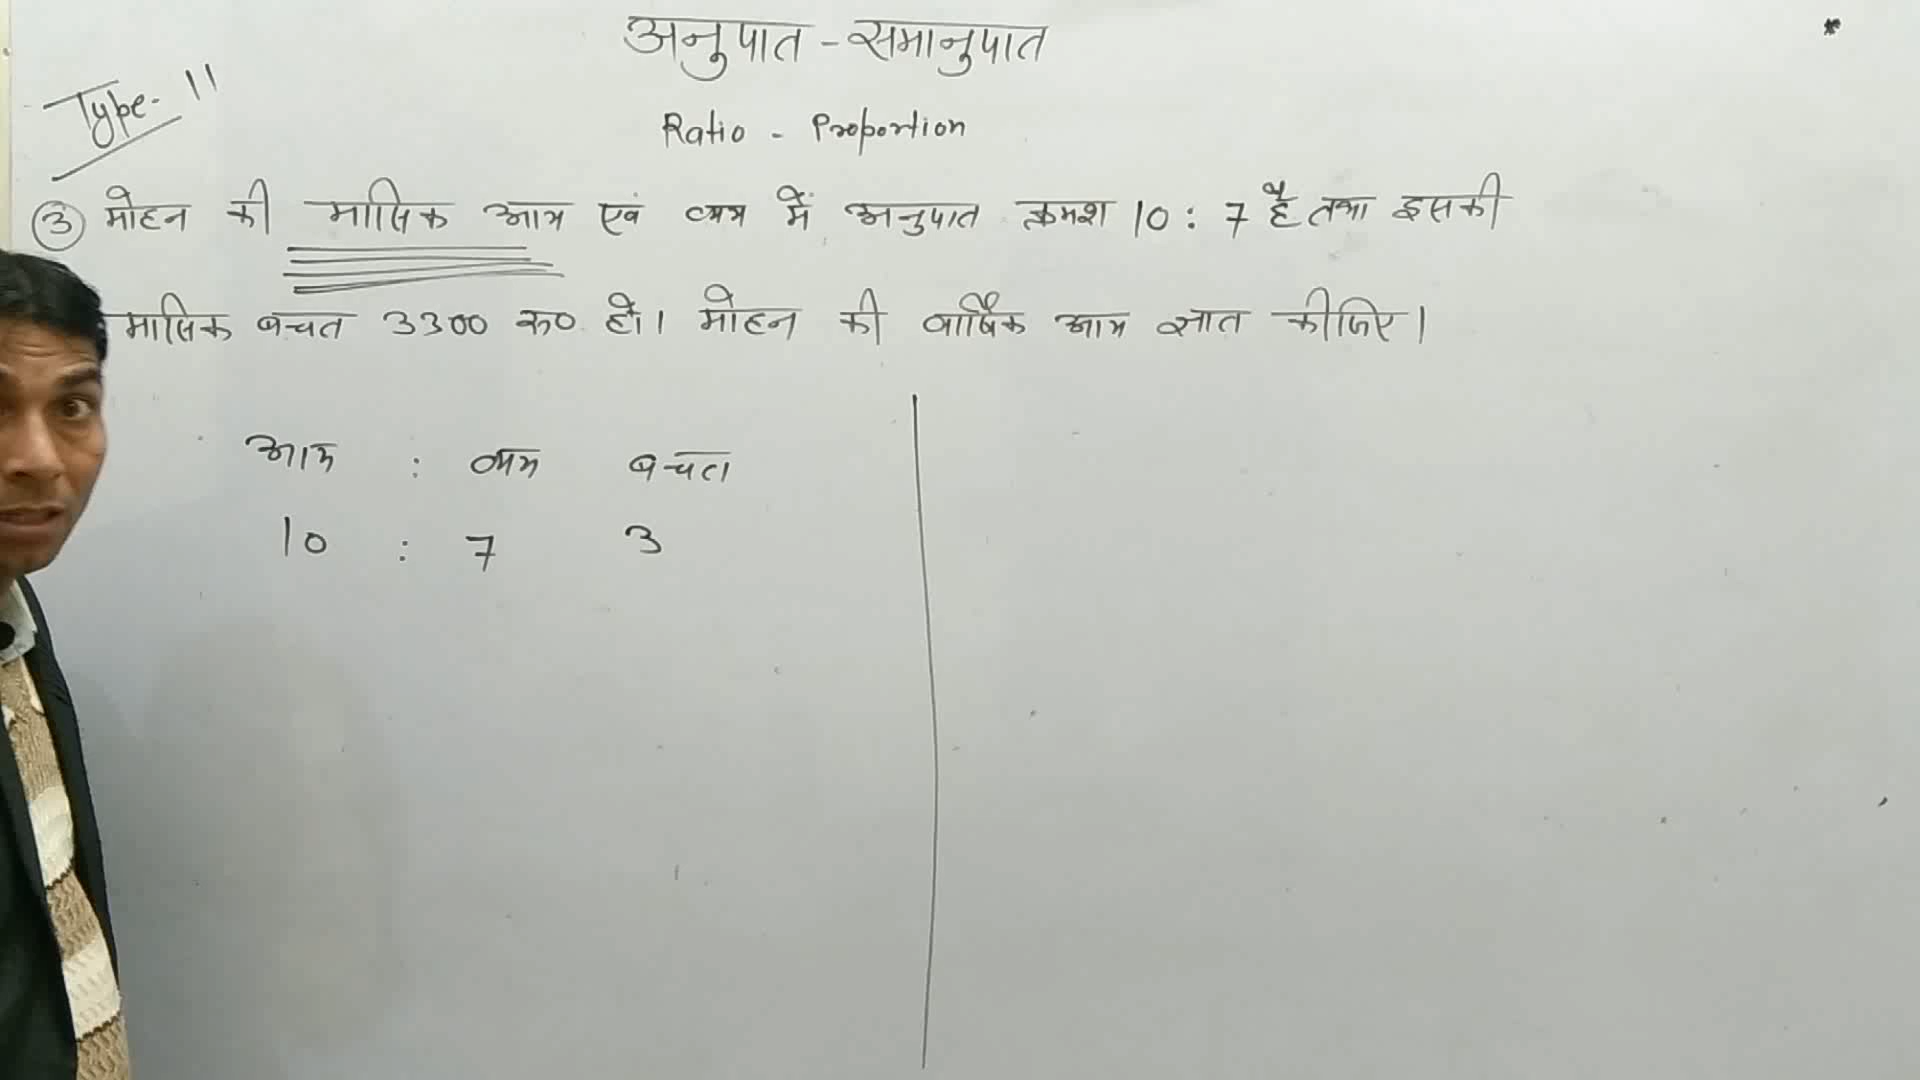 अनुपात - समानुपात
Type- 11
Ratio - Proportion
③ मोहन की मासिक आय एवं व्यय में अनुपात क्रमश 10 : 7 है तथा इसकी
मासिक बचत 3300 रू० हो। मोहन की वार्षिक आय ज्ञात कीजिए।
आय : व्यय बचत
10 : 7 3